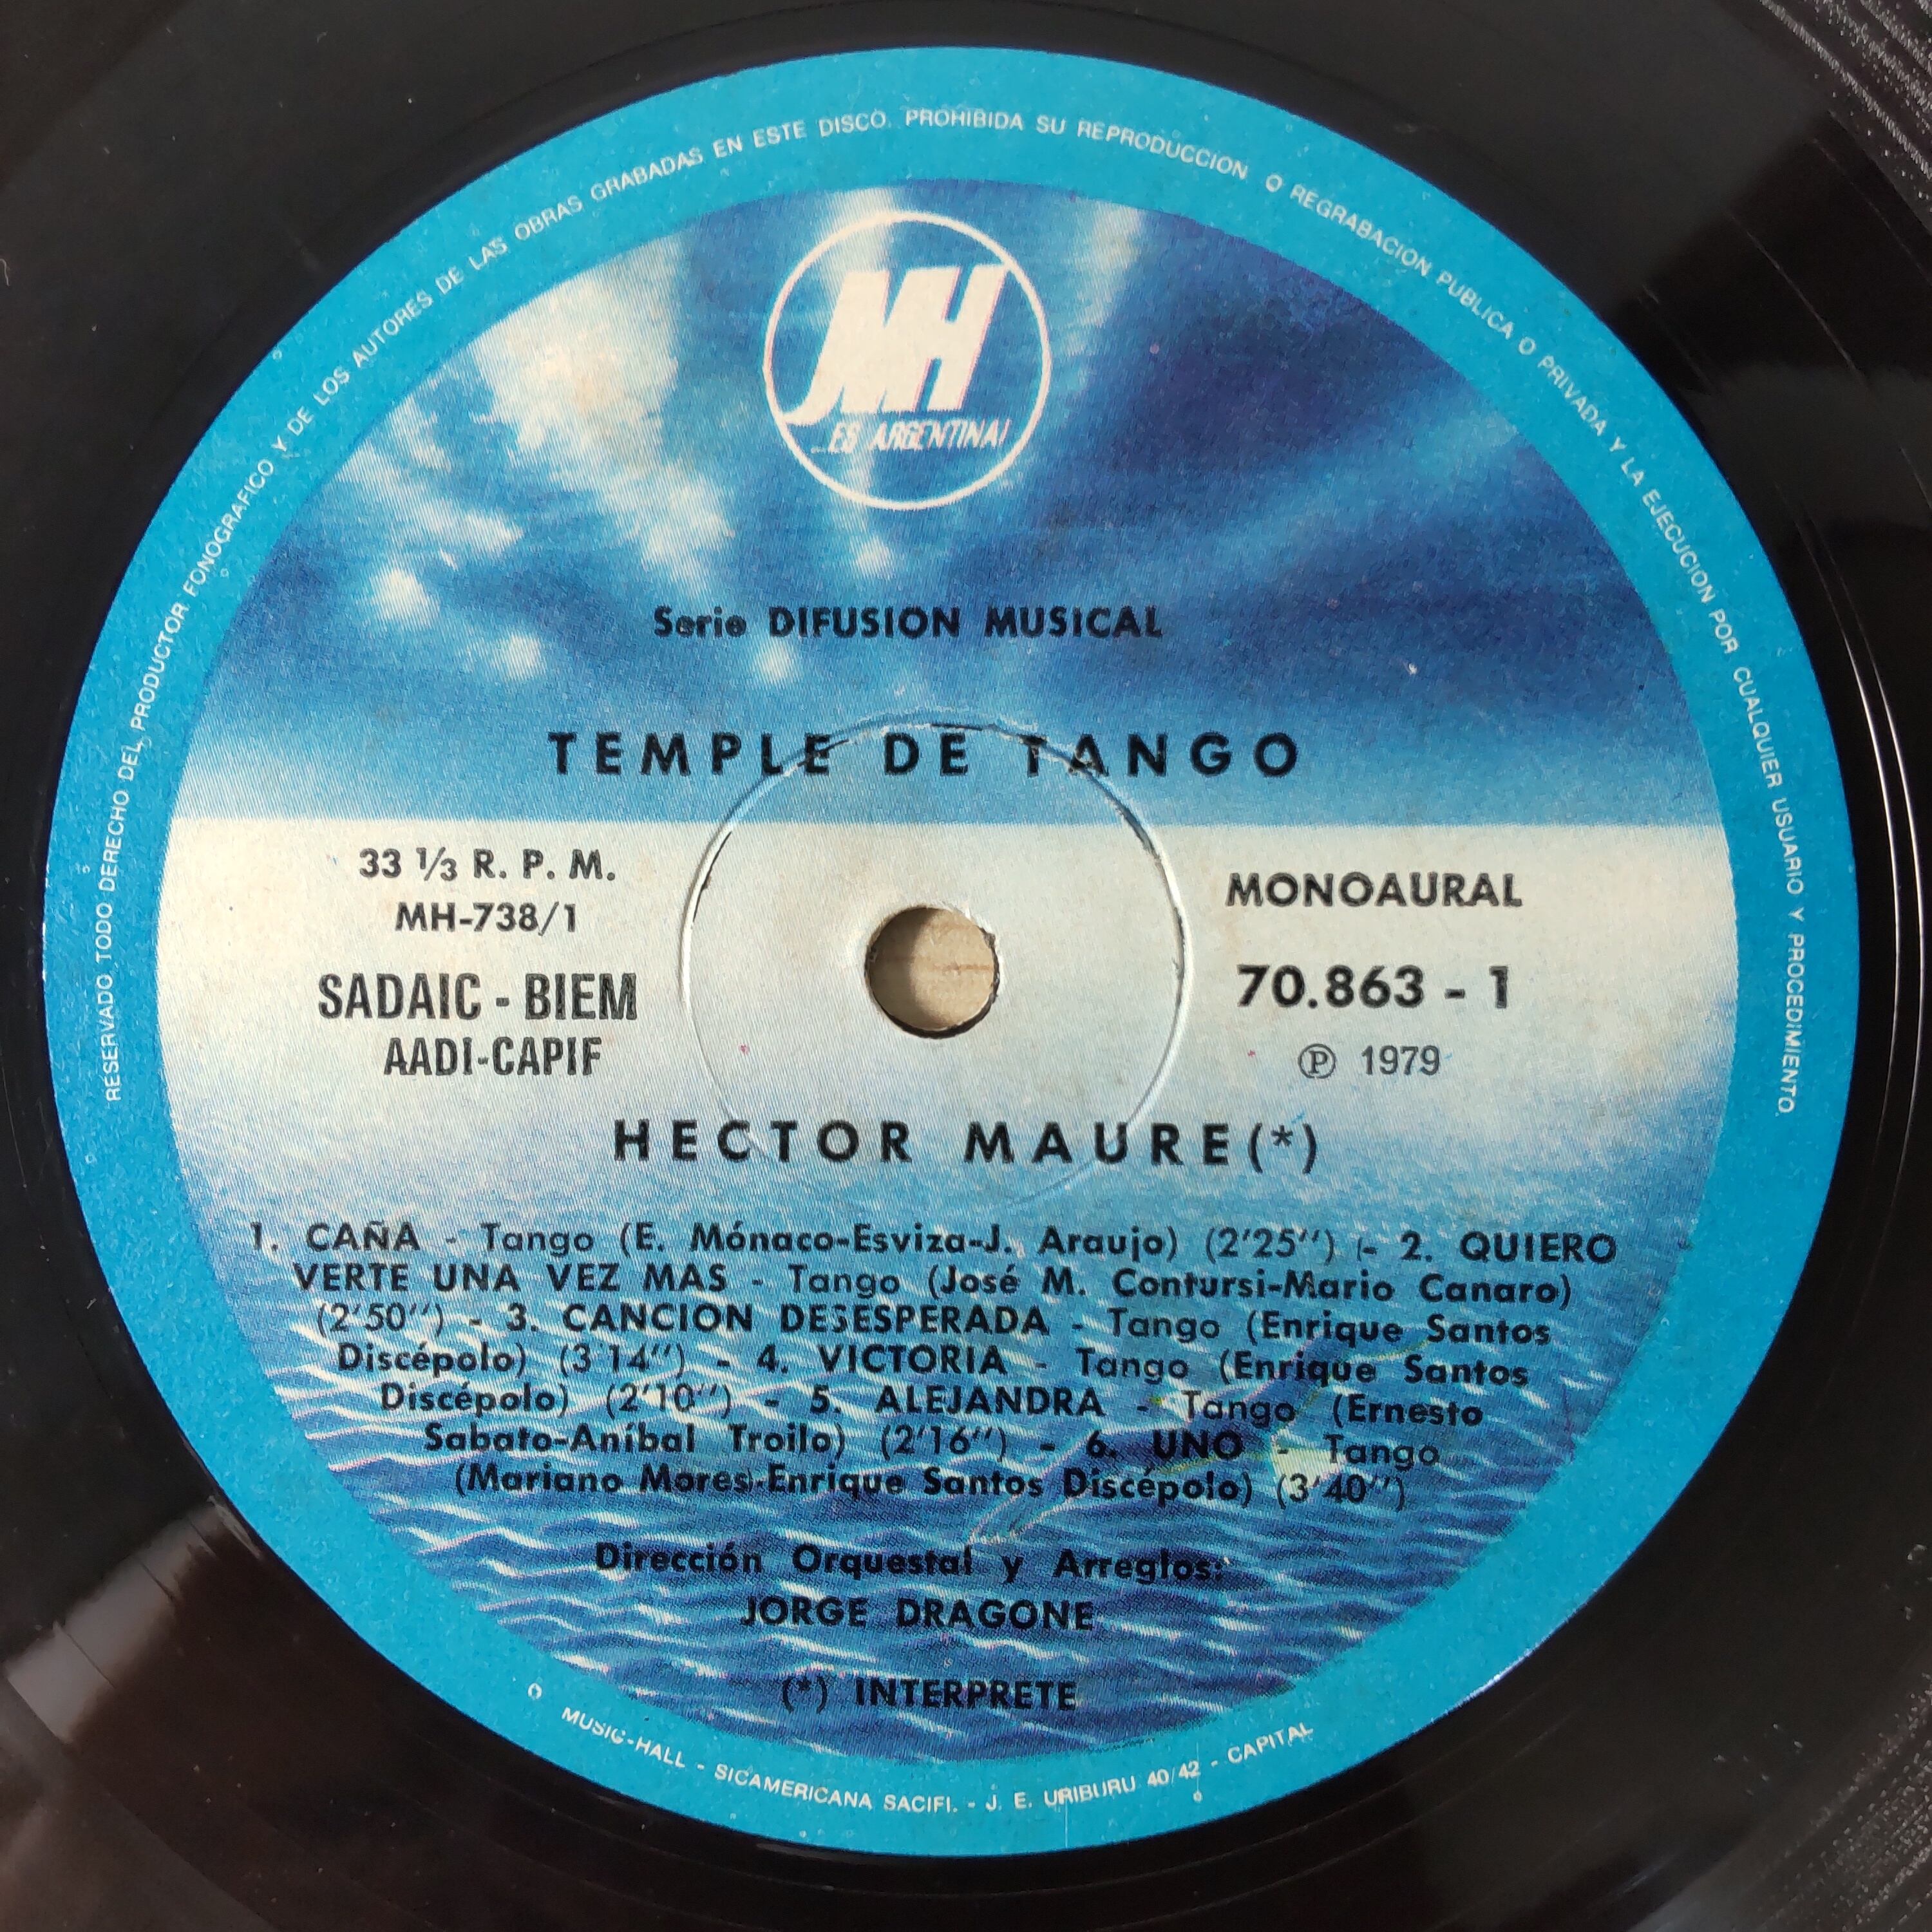 RESERVADO TODO DERECHO DEL PRODUCTOR FONOGRAFICO Y DE LOS AUTORES DE LAS OBRAS GRABADAS EN ESTE DISCO. PROHIBIDA SU REPRODUCCION O REGRABACION PUBLICA O PRIVADA Y LA EJECUCION POR CUALQUIER USUARIO Y PROCEDIMIENTO.
MH
...ES ARGENTINA!
Serie DIFUSION MUSICAL
TEMPLE DE TANGO
33 1/3 R. P. M.
MH-738/1
SADAIC - BIEM
AADI-CAPIF
MONOAURAL
70.863 - 1
Ⓟ 1979
HECTOR MAURE(*)
1. CAÑA - Tango (E. Mónaco-Esviza-J. Araujo) (2'25'') - 2. QUIERO
VERTE UNA VEZ MAS - Tango (José M. Contursi-Mario Canaro)
(2'50'') - 3. CANCION DESESPERADA - Tango (Enrique Santos
Discépolo) (3'14'') - 4. VICTORIA - Tango (Enrique Santos
Discépolo) (2'10'') - 5. ALEJANDRA - Tango (Ernesto
Sabato-Aníbal Troilo) (2'16'') - 6. UNO - Tango
(Mariano Mores-Enrique Santos Discépolo) (3'40'')
Dirección Orquestal y Arreglos:
JORGE DRAGONE
(*) INTERPRETE
MUSIC-HALL - SICAMERICANA SACIFI. - J. E. URIBURU 40/42 - CAPITAL